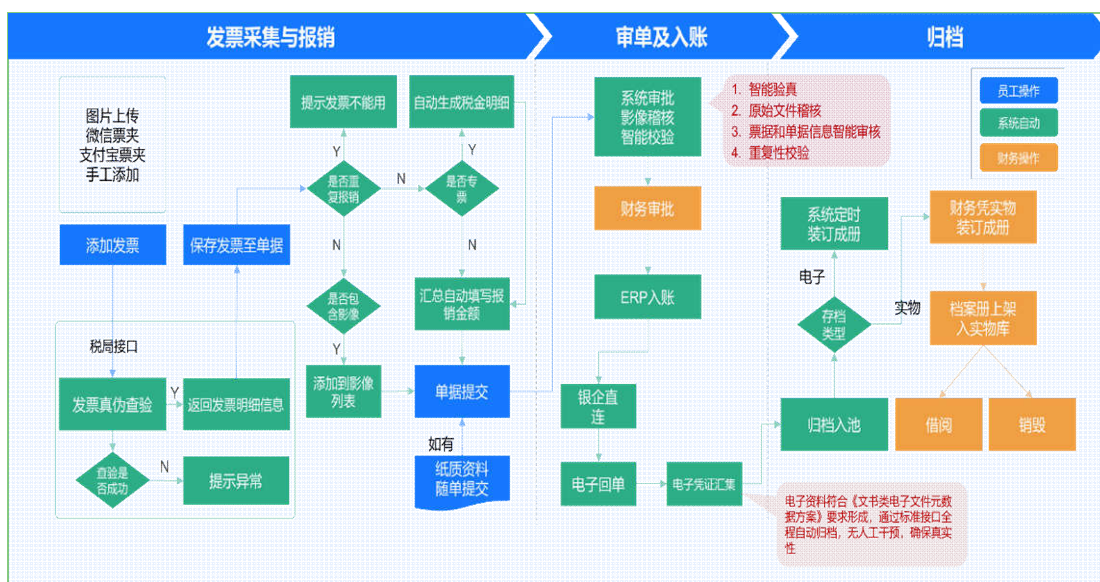 发票采集与报销
审单及入账
归档
图片上传
微信票夹
支付宝票夹
手工添加
提示发票不能用
自动生成税金明细
Y
Y
是否重
复报销
N
是否专
票
添加发票
保存发票至单据
N
N
是否包
含影像
汇总自动填写报
销金额
税局接口
Y
发票真伪查验
Y
返回发票明细信息
添加到影像
列表
单据提交
如有
查验是
否成功
N
提示异常
纸质资料
随单提交
系统审批
影像稽核
智能校验
1. 智能验真
2. 原始文件稽核
3. 票据和单据信息智能审核
4. 重复性校验
财务审批
ERP入账
银企直
连
电子回单
电子凭证汇集
员工操作
系统自动
财务操作
系统定时
装订成册
财务凭实物
装订成册
电子
实物
存档
类型
档案册上架
入实物库
归档入池
借阅
销毁
电子资料符合《文书类电子文件元数
据方案》要求形成，通过标准接口全
程自动归档，无人工干预，确保真实
性